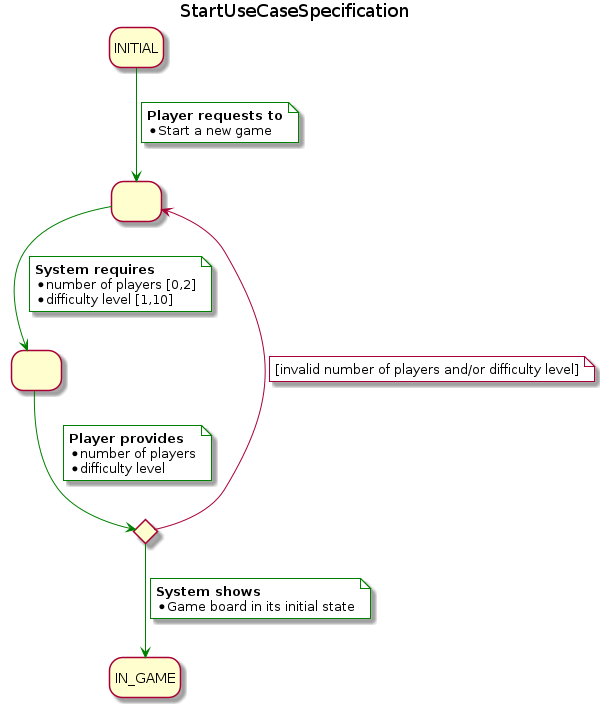 StartUseCaseSpecification
INITIAL
Player requests to
• Start a new game
System requires
• number of players [0,2]
• difficulty level [1,10]
[invalid number of players and/or difficulty level]
Player provides
• number of players
• difficulty level
System shows
• Game board in its initial state
IN_GAME